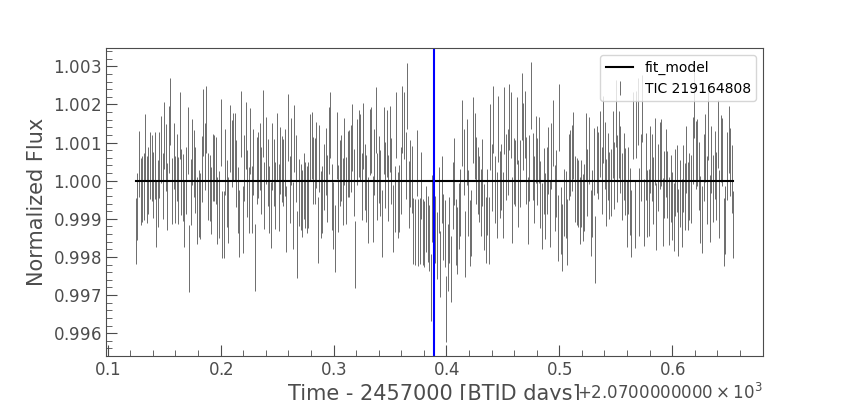 fit_model
TIC 219164808
1.003
1.002
1.001
1.000
0.999
0.998
0.997
0.996
Normalized Flux
0.1 0.2 0.3 0.4 0.5 0.6
Time - 2457000 [BTJD days]
+2.0700000000 × 10³